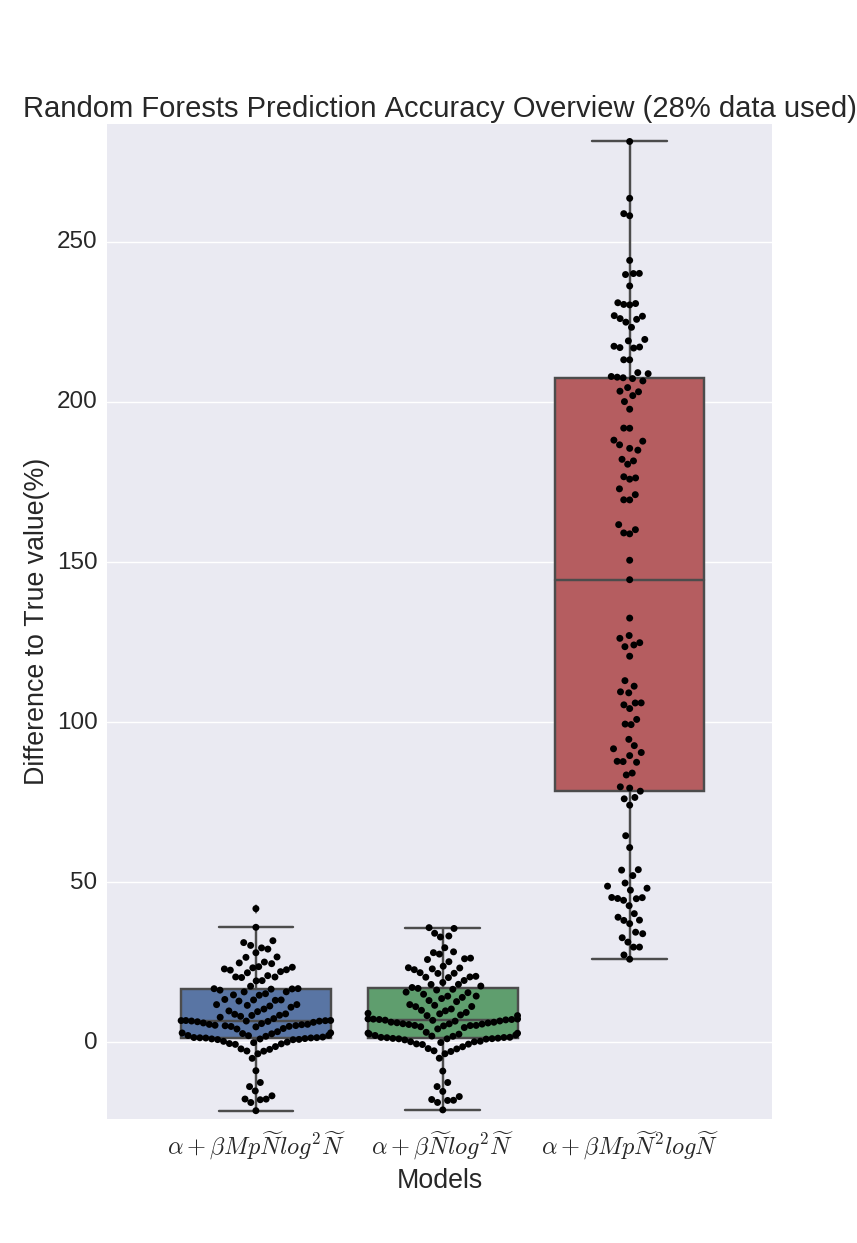 Random Forests Prediction Accuracy Overview (28% data used)
Difference to True value(%)
250
200
150
100
50
0
α + βMpÑlog²Ñ
α + βÑlog²Ñ
α + βMpÑ²logÑ
Models